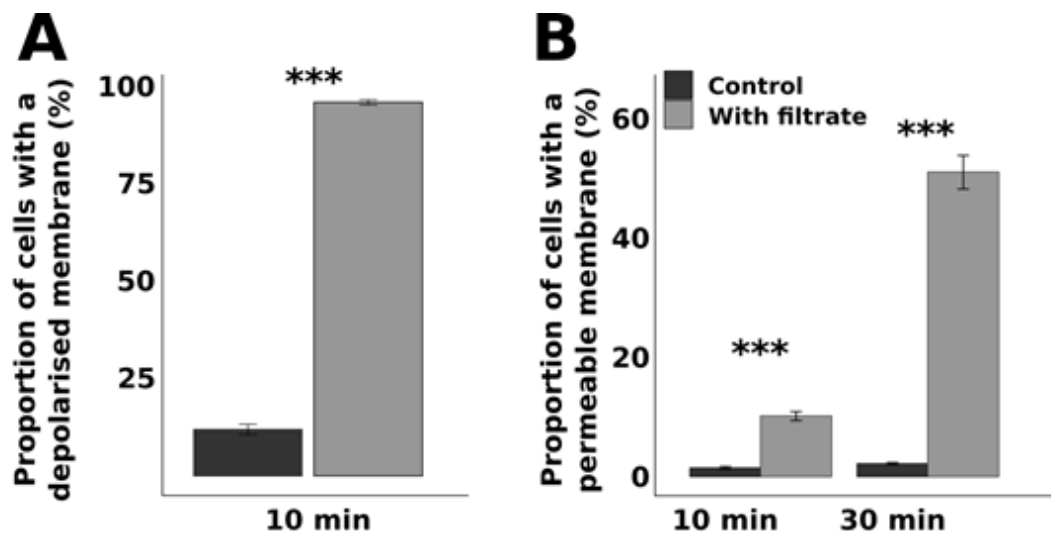 A
Proportion of cells with a
depolarised membrane (%)
100
75
50
25
***
10 min
B
Proportion of cells with a
permeable membrane (%)
60
40
20
0
Control
With filtrate
***
***
10 min
30 min